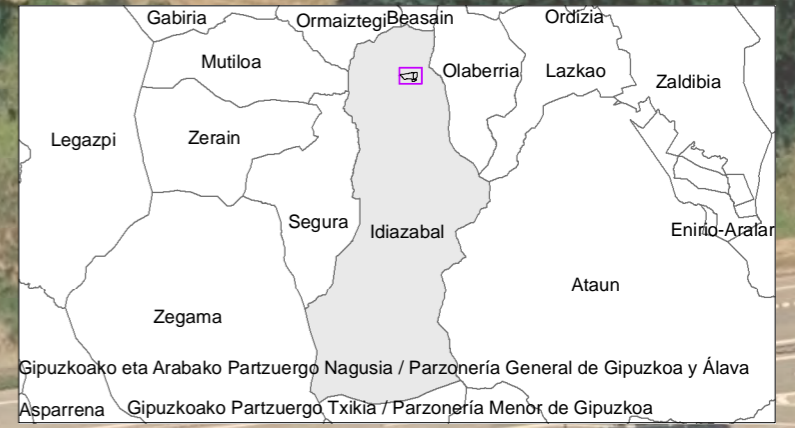 Gabiria
Ormaiztegi
Beasain
Ordizia
Mutiloa
Olaberria
Lazkao
Zaldibia
Legazpi
Zerain
Segura
Idiazabal
Enirio-Aralar
Ataun
Zegama
Gipuzkoako eta Arabako Partzuergo Nagusia / Parzonería General de Gipuzkoa y Álava
Asparrena
Gipuzkoako Partzuergo Txikia / Parzonería Menor de Gipuzkoa